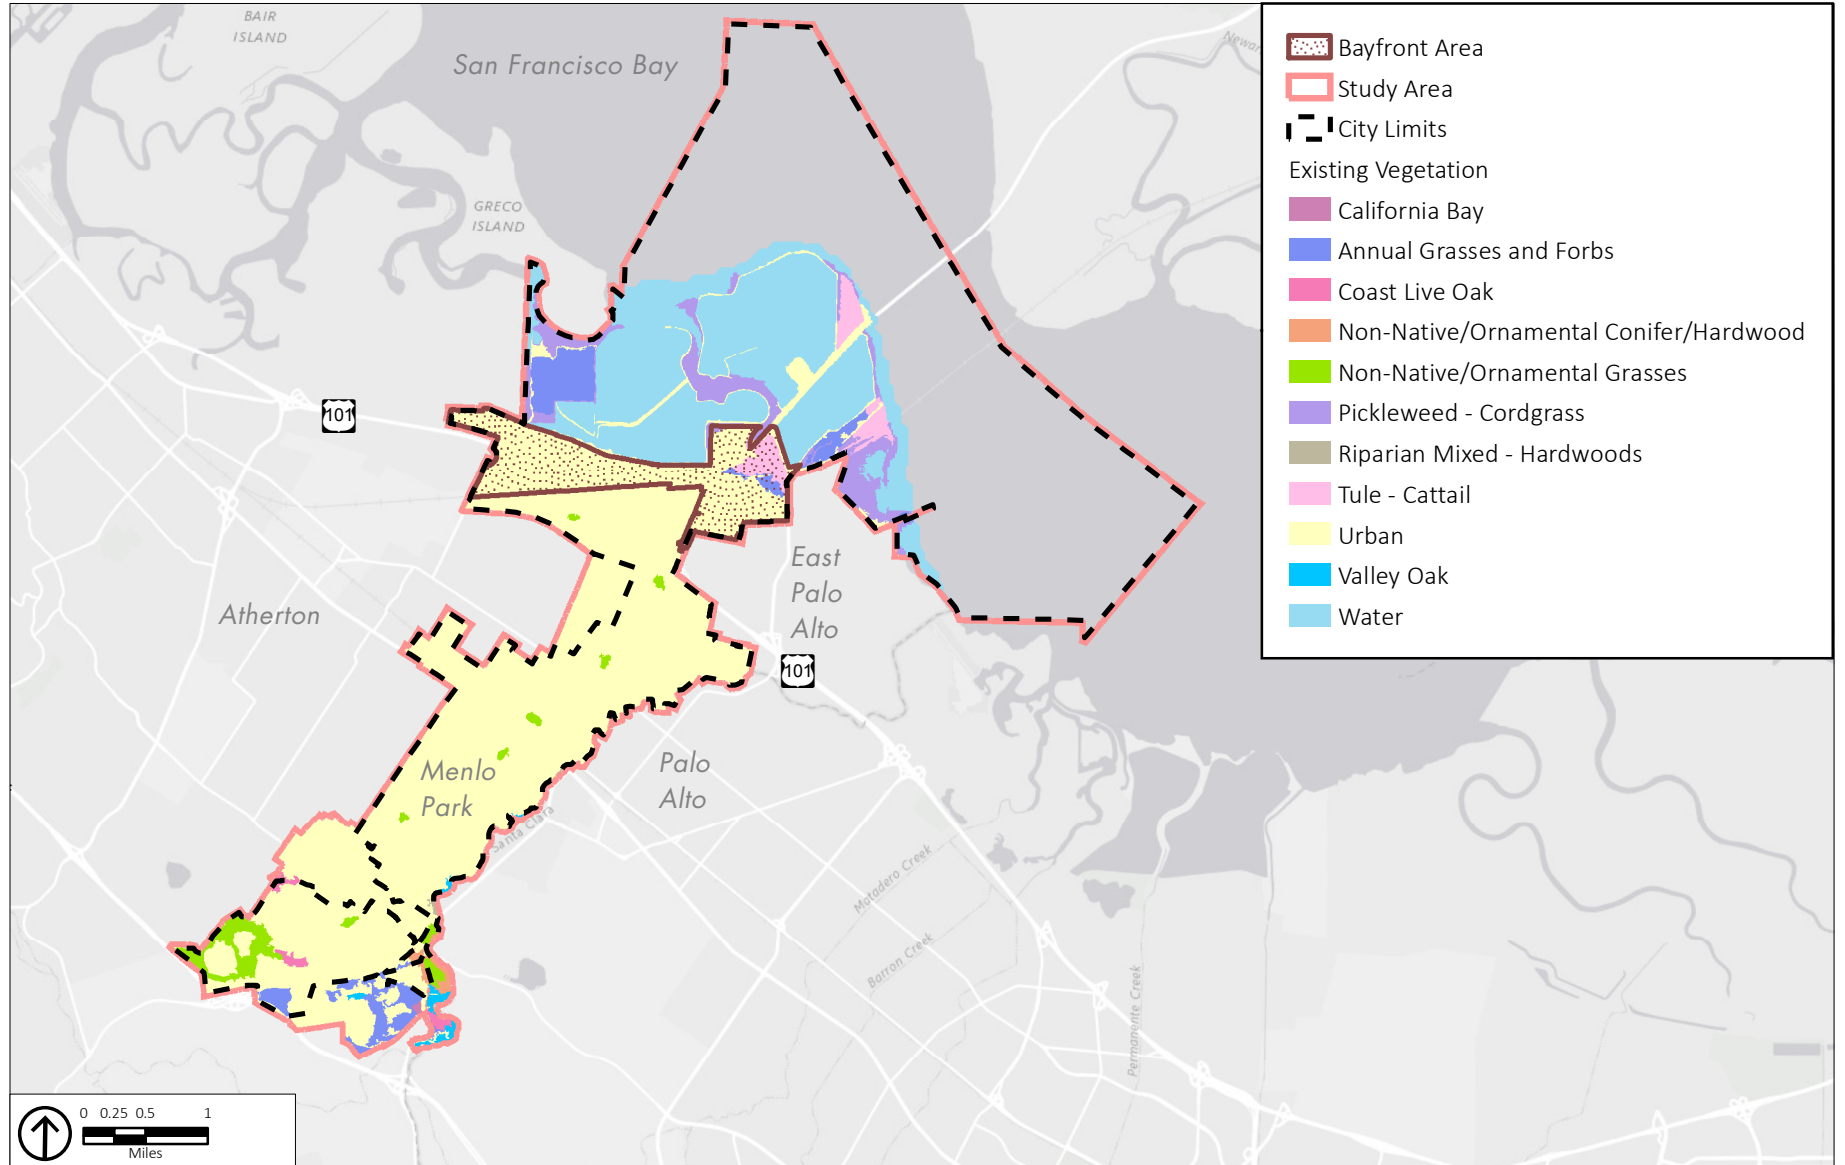 BAIR
ISLAND
San Francisco Bay
Newar
GRECO
ISLAND
101
Atherton
East
Palo
Alto
101
Menlo
Park
Palo
Alto
Santa Clara
Matadero Creek
Barron Creek
Permanente Creek
Bayfront Area
Study Area
City Limits
Existing Vegetation
California Bay
Annual Grasses and Forbs
Coast Live Oak
Non-Native/Ornamental Conifer/Hardwood
Non-Native/Ornamental Grasses
Pickleweed - Cordgrass
Riparian Mixed - Hardwoods
Tule - Cattail
Urban
Valley Oak
Water
0 0.25 0.5 1
Miles